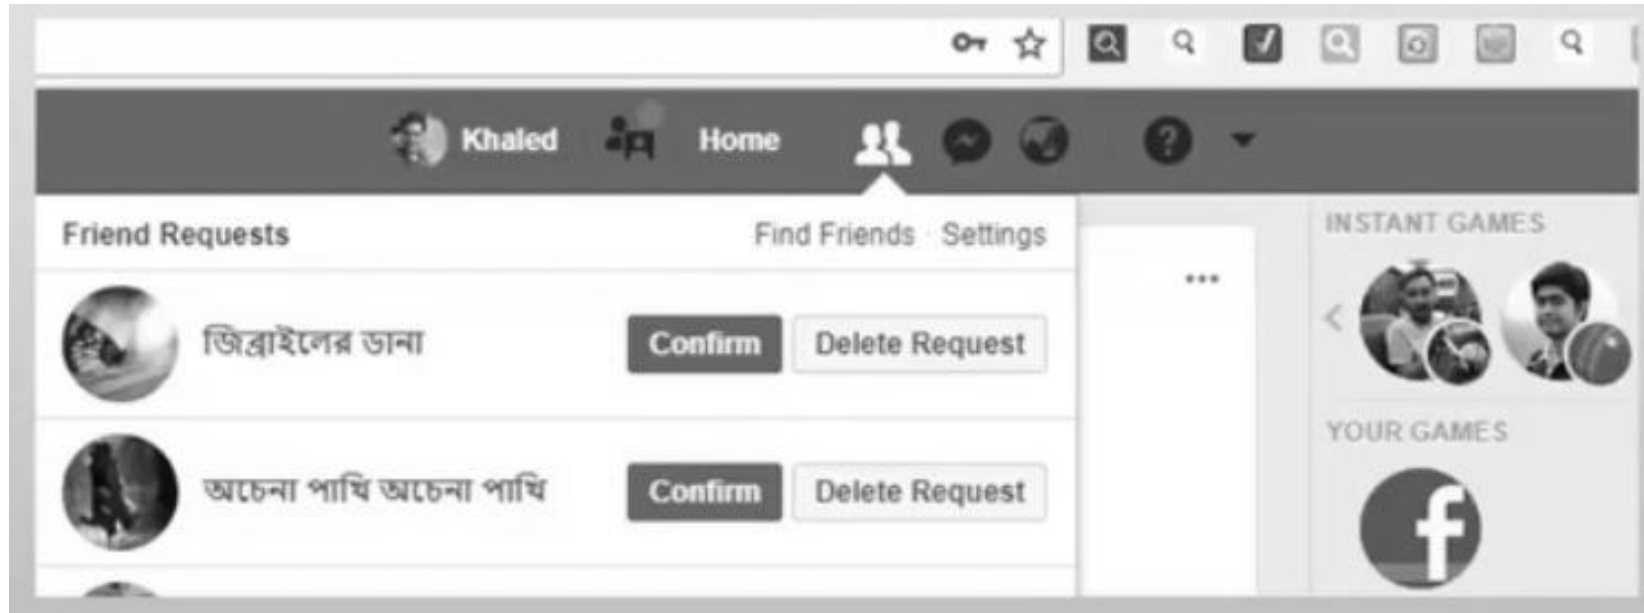 Khaled Home
Friend Requests Find Friends · Settings
জিব্রাইলের ডানা Confirm Delete Request
অচেনা পাখি অচেনা পাখি Confirm Delete Request
INSTANT GAMES
YOUR GAMES